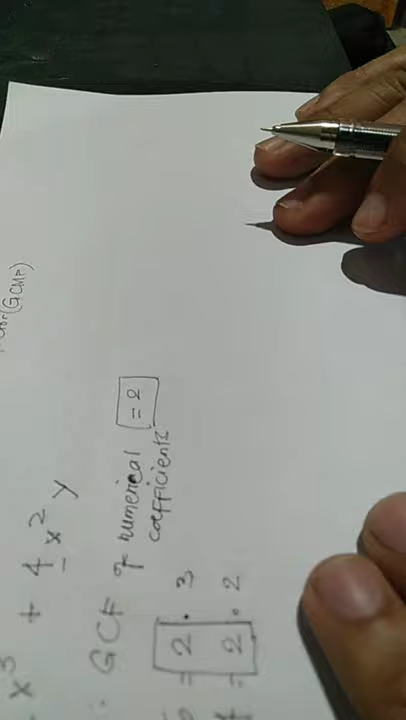 (GCMF)
x³ + 4x²y
: GCF of numerical = 2
coefficients
= 2 . 3
= 2 . 2